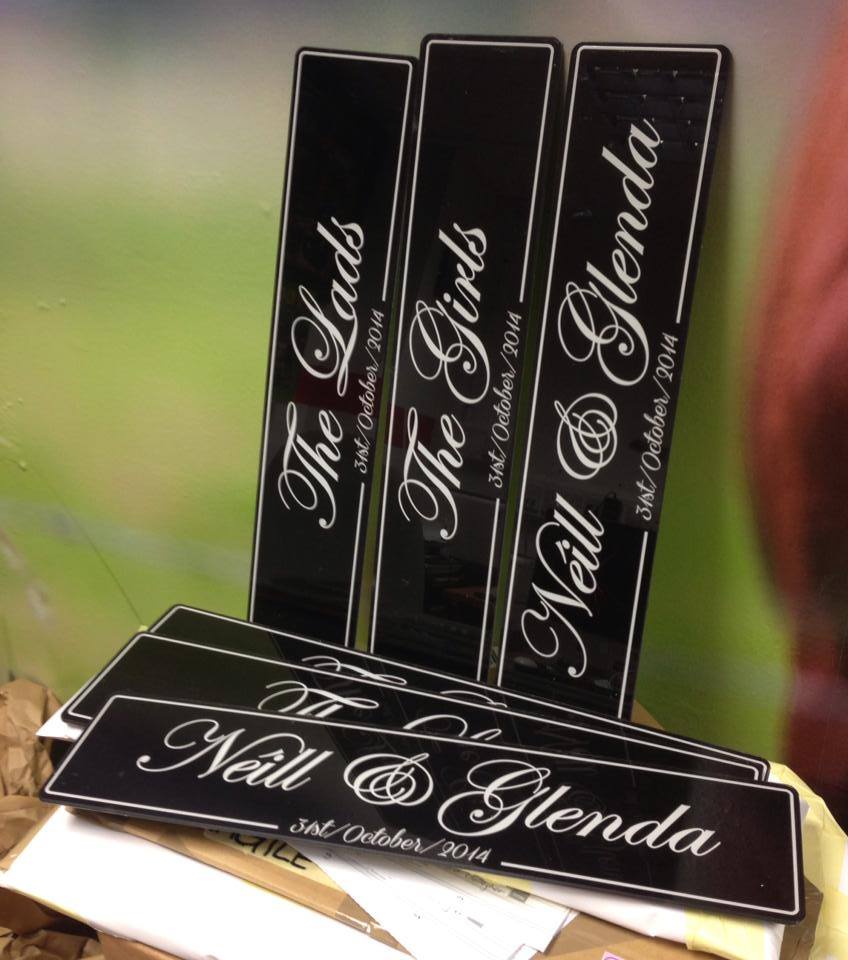 The Lads
31st/October/2014
The Girls
31st/October/2014
Neill & Glenda
31st/October/2014
The
Neill & Glenda
31st/October/2014